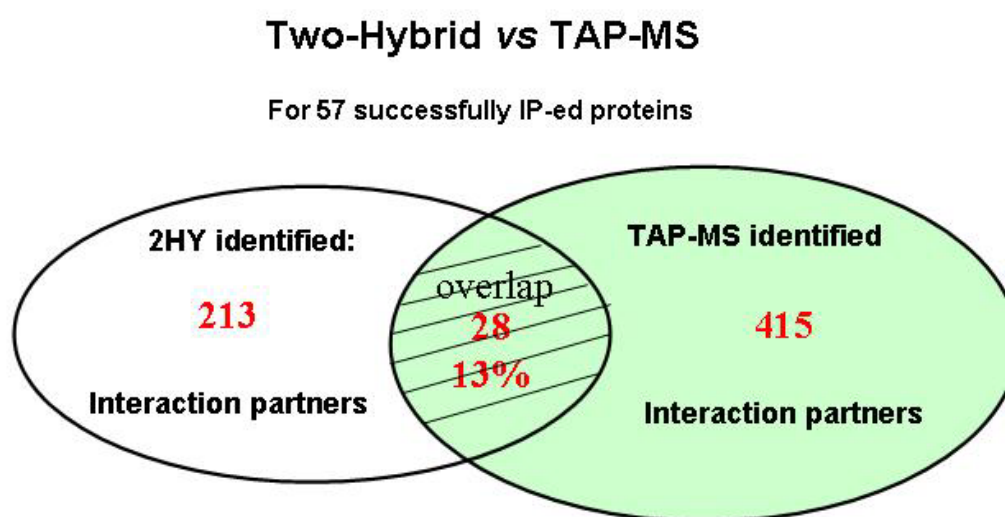 Two-Hybrid vs TAP-MS
For 57 successfully IP-ed proteins
2HY identified:
213
Interaction partners
overlap
28
13%
TAP-MS identified
415
Interaction partners